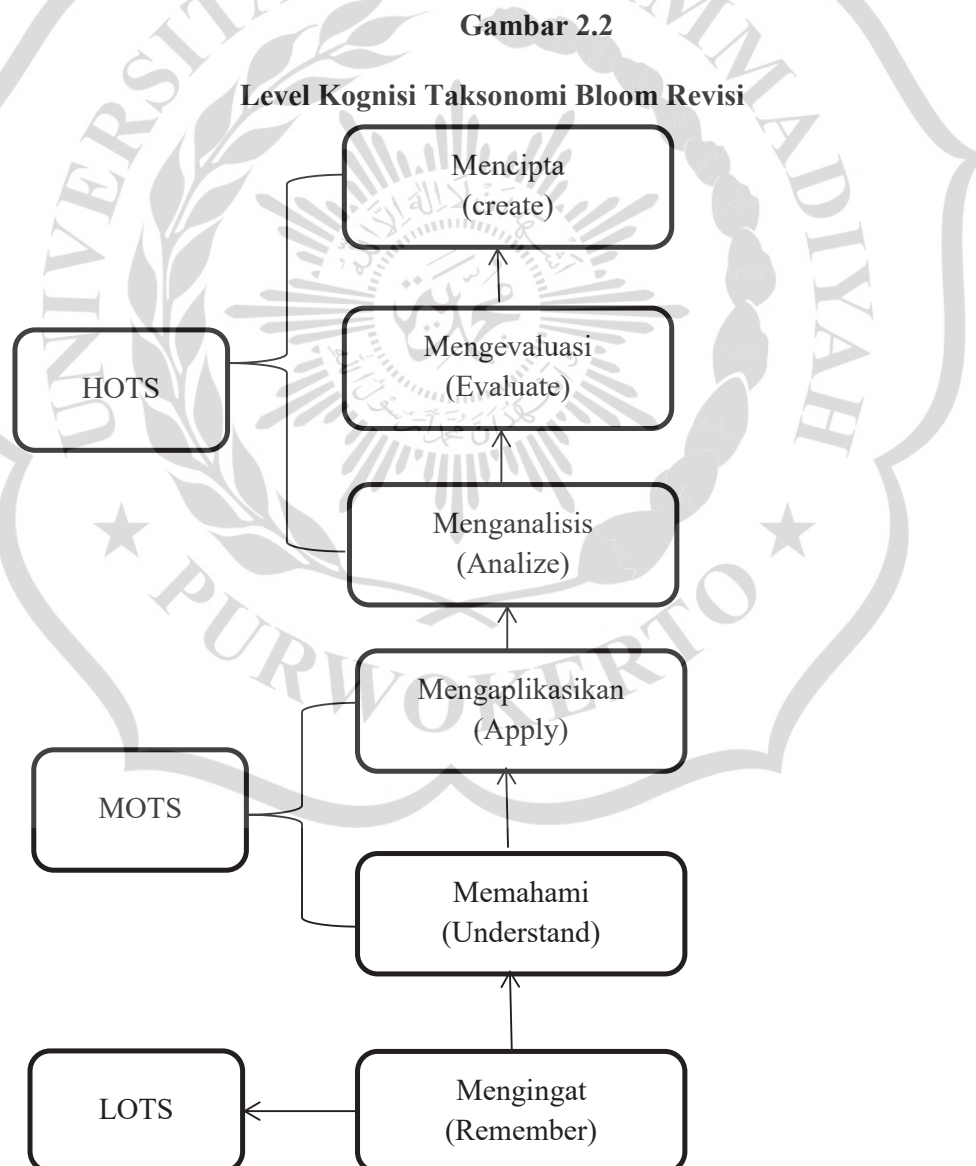 Gambar 2.2
Level Kognisi Taksonomi Bloom Revisi
Mencipta
(create)
Mengevaluasi
(Evaluate)
HOTS
Menganalisis
(Analize)
Mengaplikasikan
(Apply)
MOTS
Memahami
(Understand)
LOTS
Mengingat
(Remember)
PURWOKERTO